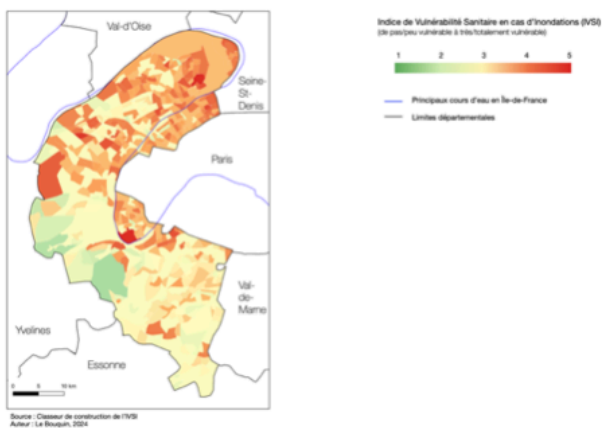 Val-d'Oise
Seine-
St-
Denis
Paris
Val-
de-
Marne
Yvelines
Essonne
0 5 10 km
Source : Classeur de construction de l'IVSI
Auteur : Le Bouquin, 2024
Indice de Vulnérabilité Sanitaire en cas d'Inondations (IVSI)
(de pas/peu vulnérable à très/totalement vulnérable)
1 2 3 4 5
Principaux cours d'eau en Île-de-France
Limites départementales